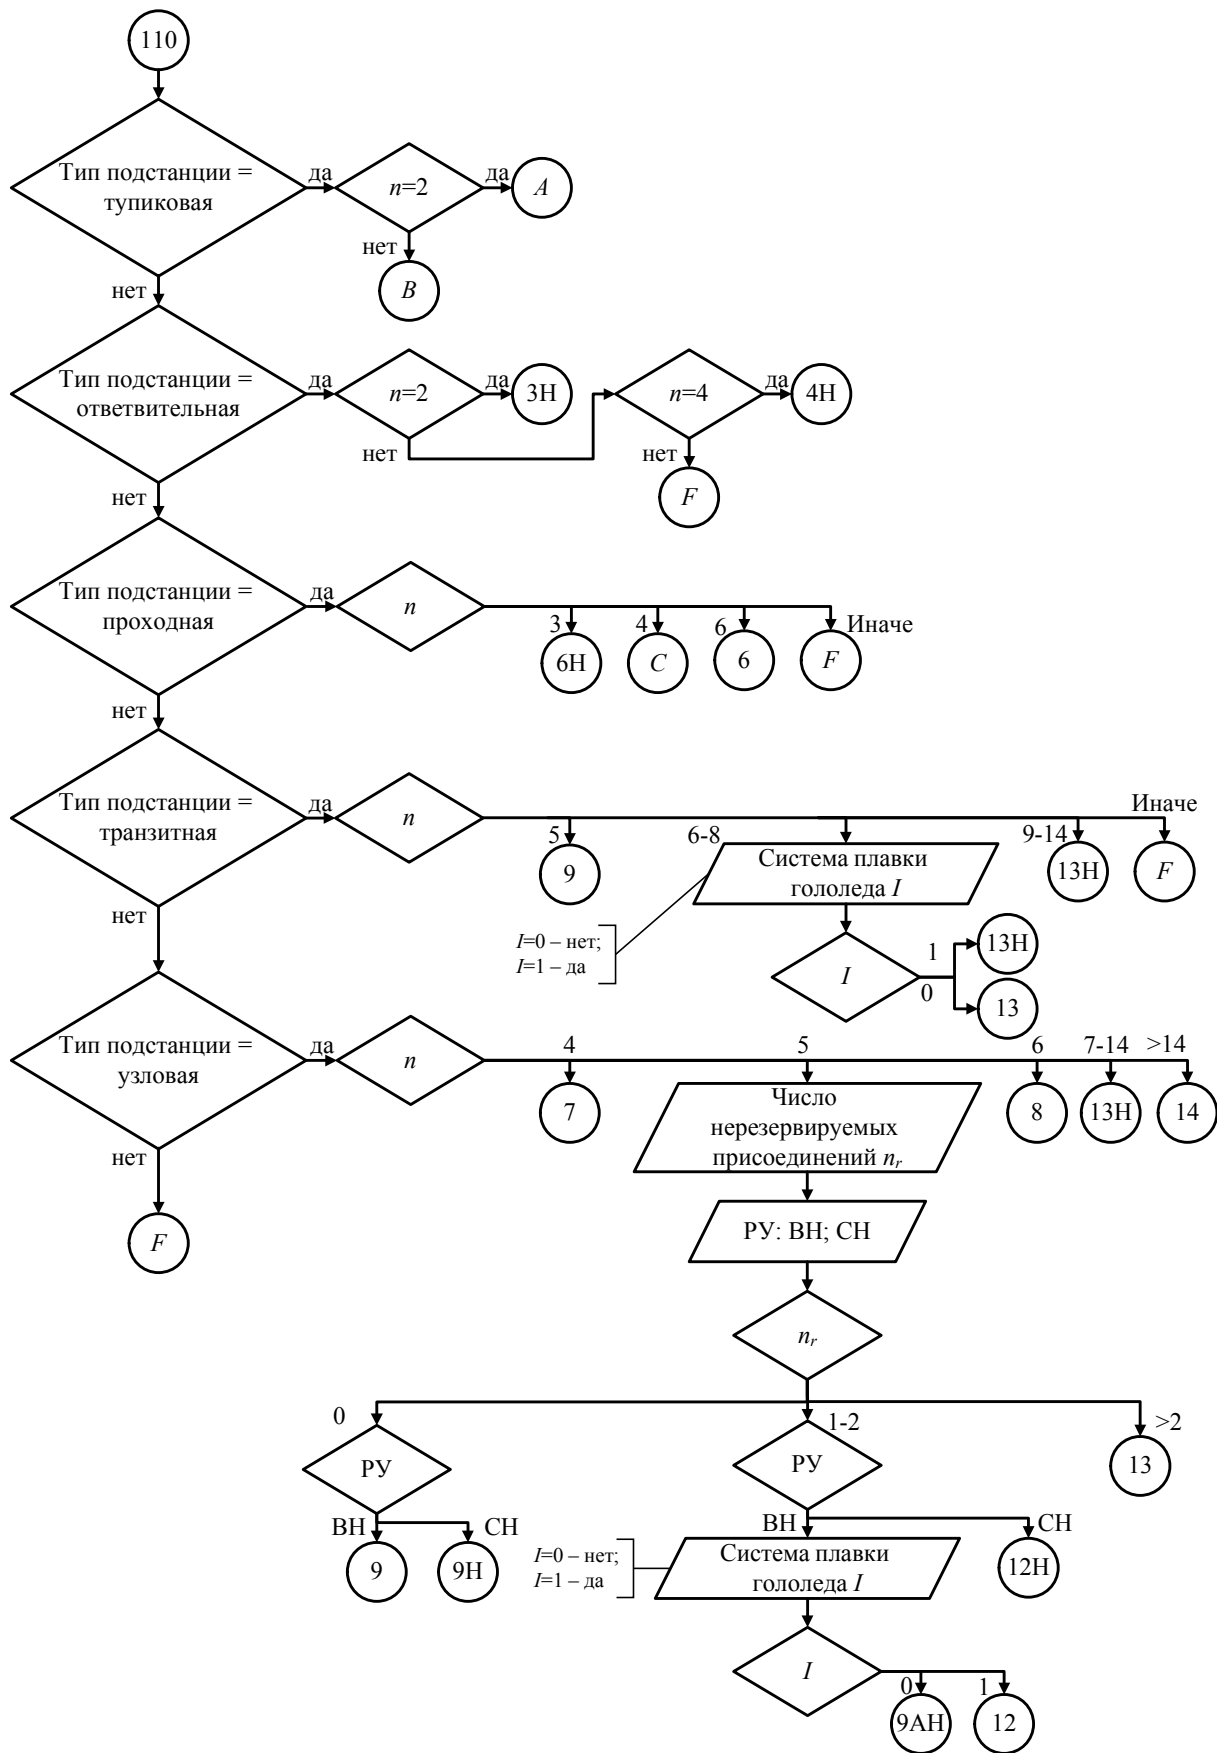 110
Тип подстанции =
тупиковая
да
n=2
да
A
нет
B
нет
Тип подстанции =
ответвительная
да
n=2
да
3Н
n=4
да
4Н
нет
нет
F
нет
Тип подстанции =
проходная
да
n
3
4
6
Иначе
6Н
C
6
F
нет
Тип подстанции =
транзитная
да
n
5
6-8
9-14
Иначе
9
Система плавки
гололеда I
13Н
F
нет
I=0 – нет;
I=1 – да
I
1
0
13Н
13
Тип подстанции =
узловая
да
n
4
5
6
7-14
>14
7
Число
нерезервируемых
присоединений nr
8
13Н
14
нет
F
РУ: ВН; СН
nr
0
1-2
>2
РУ
РУ
13
ВН
СН
9
9Н
ВН
СН
I=0 – нет;
I=1 – да
Система плавки
гололеда I
12Н
I
0
1
9АН
12